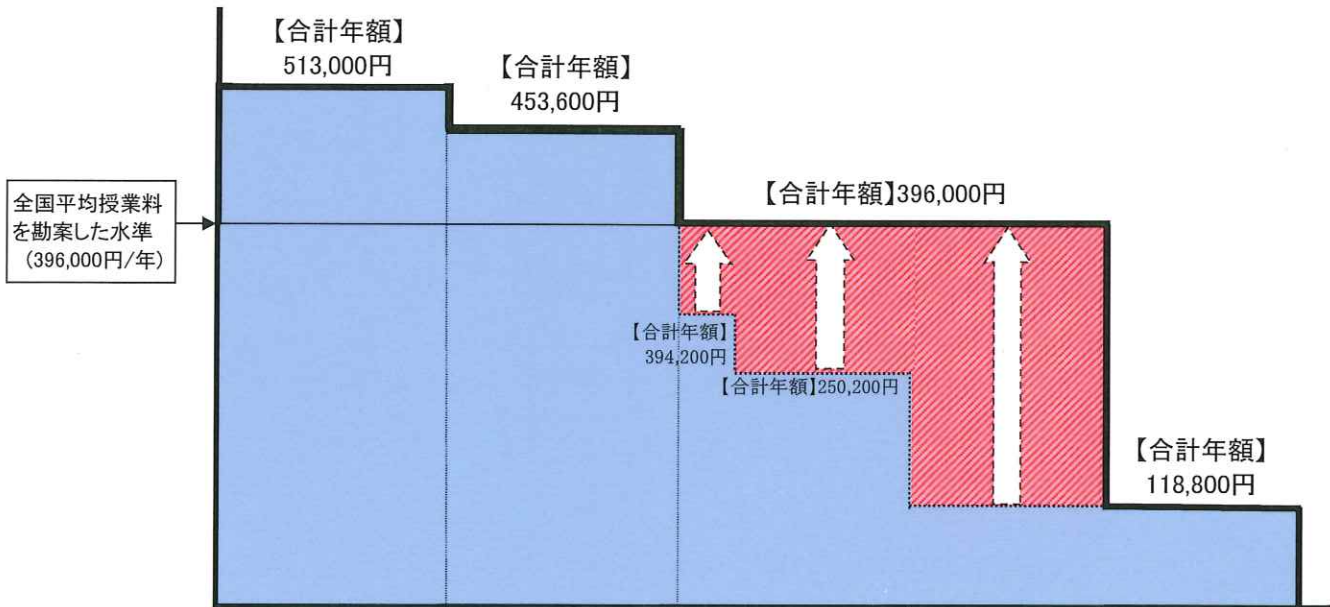 【合計年額】
513,000円
【合計年額】
453,600円
全国平均授業料
を勘案した水準
（396,000円/年）
【合計年額】396,000円
【合計年額】
394,200円
【合計年額】250,200円
【合計年額】
118,800円